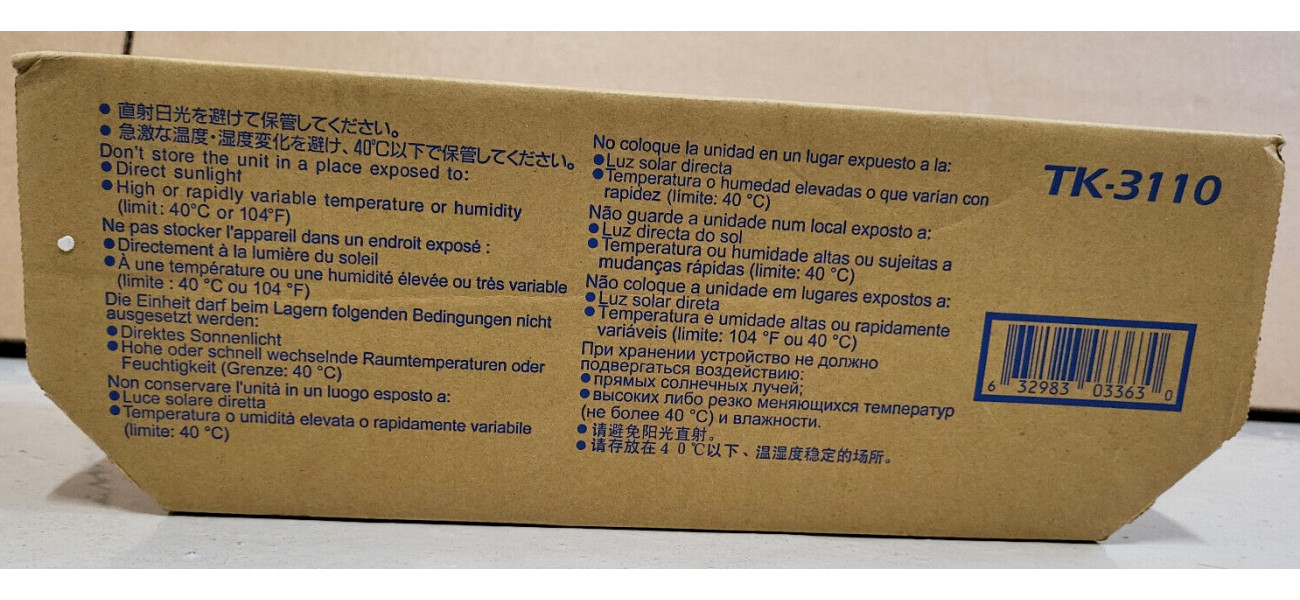 ● 直射日光を避けて保管してください。
● 急激な温度・湿度変化を避け、40℃以下で保管してください。
Don't store the unit in a place exposed to:
●Direct sunlight
●High or rapidly variable temperature or humidity
(limit: 40°C or 104°F)
Ne pas stocker l'appareil dans un endroit exposé :
●Directement à la lumière du soleil
●À une température ou une humidité élevée ou très variable
(limite : 40 °C ou 104 °F)
Die Einheit darf beim Lagern folgenden Bedingungen nicht
ausgesetzt werden:
●Direktes Sonnenlicht
●Hohe oder schnell wechselnde Raumtemperaturen oder
Feuchtigkeit (Grenze: 40 °C)
Non conservare l'unità in un luogo esposto a:
●Luce solare diretta
●Temperatura o umidità elevata o rapidamente variabile
(limite: 40 °C)
No coloque la unidad en un lugar expuesto a la:
●Luz solar directa
●Temperatura o humedad elevadas o que varían con
rapidez (límite: 40 °C)
Não guarde a unidade num local exposto a:
●Luz directa do sol
●Temperatura ou humidade altas ou sujeitas a
mudanças rápidas (limite: 40 °C)
Não coloque a unidade em lugares expostos a:
●Luz solar direta
●Temperatura e umidade altas ou rapidamente
variáveis (limite: 104 °F ou 40 °C)
При хранении устройство не должно
подвергаться воздействию:
●прямых солнечных лучей;
●высоких либо резко меняющихся температур
(не более 40 °C) и влажности.
●请避免阳光直射。
●请存放在４０℃以下、温湿度稳定的场所。
TK-3110
6 32983 03363 0